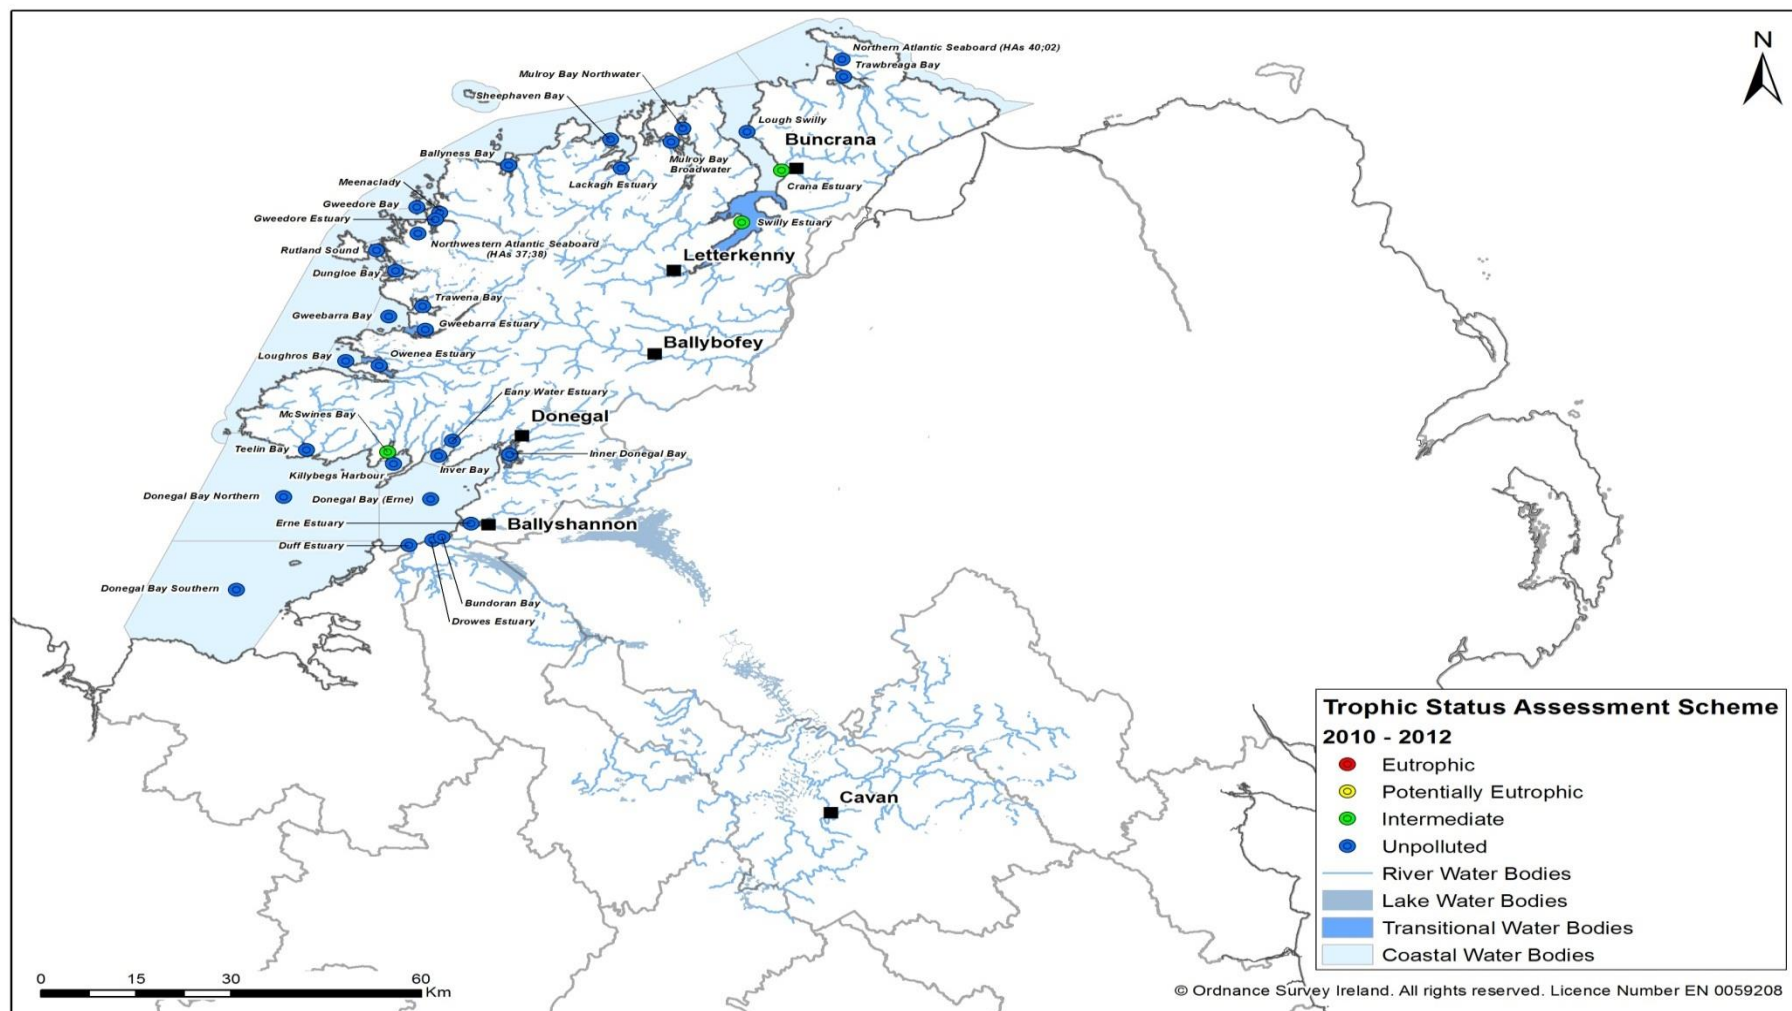 N
Northern Atlantic Seaboard (HAs 40;02)
Trawbreaga Bay
Mulroy Bay Northwater
Sheephaven Bay
Lough Swilly
Buncrana
Ballyness Bay
Mulroy Bay
Broadwater
Lackagh Estuary
Crana Estuary
Meenaclady
Gweedore Bay
Gweedore Estuary
Swilly Estuary
Rutland Sound
Northwestern Atlantic Seaboard
(HAs 37;38)
Letterkenny
Dungloe Bay
Trawena Bay
Gweebarra Bay
Gweebarra Estuary
Ballybofey
Loughros Bay
Owenea Estuary
Eany Water Estuary
McSwines Bay
Donegal
Teelin Bay
Inner Donegal Bay
Killybegs Harbour
Inver Bay
Donegal Bay Northern
Donegal Bay (Erne)
Erne Estuary
Ballyshannon
Duff Estuary
Donegal Bay Southern
Bundoran Bay
Drowes Estuary
Cavan
Trophic Status Assessment Scheme
2010 - 2012
Eutrophic
Potentially Eutrophic
Intermediate
Unpolluted
River Water Bodies
Lake Water Bodies
Transitional Water Bodies
Coastal Water Bodies
0 15 30 60
Km
© Ordnance Survey Ireland. All rights reserved. Licence Number EN 0059208